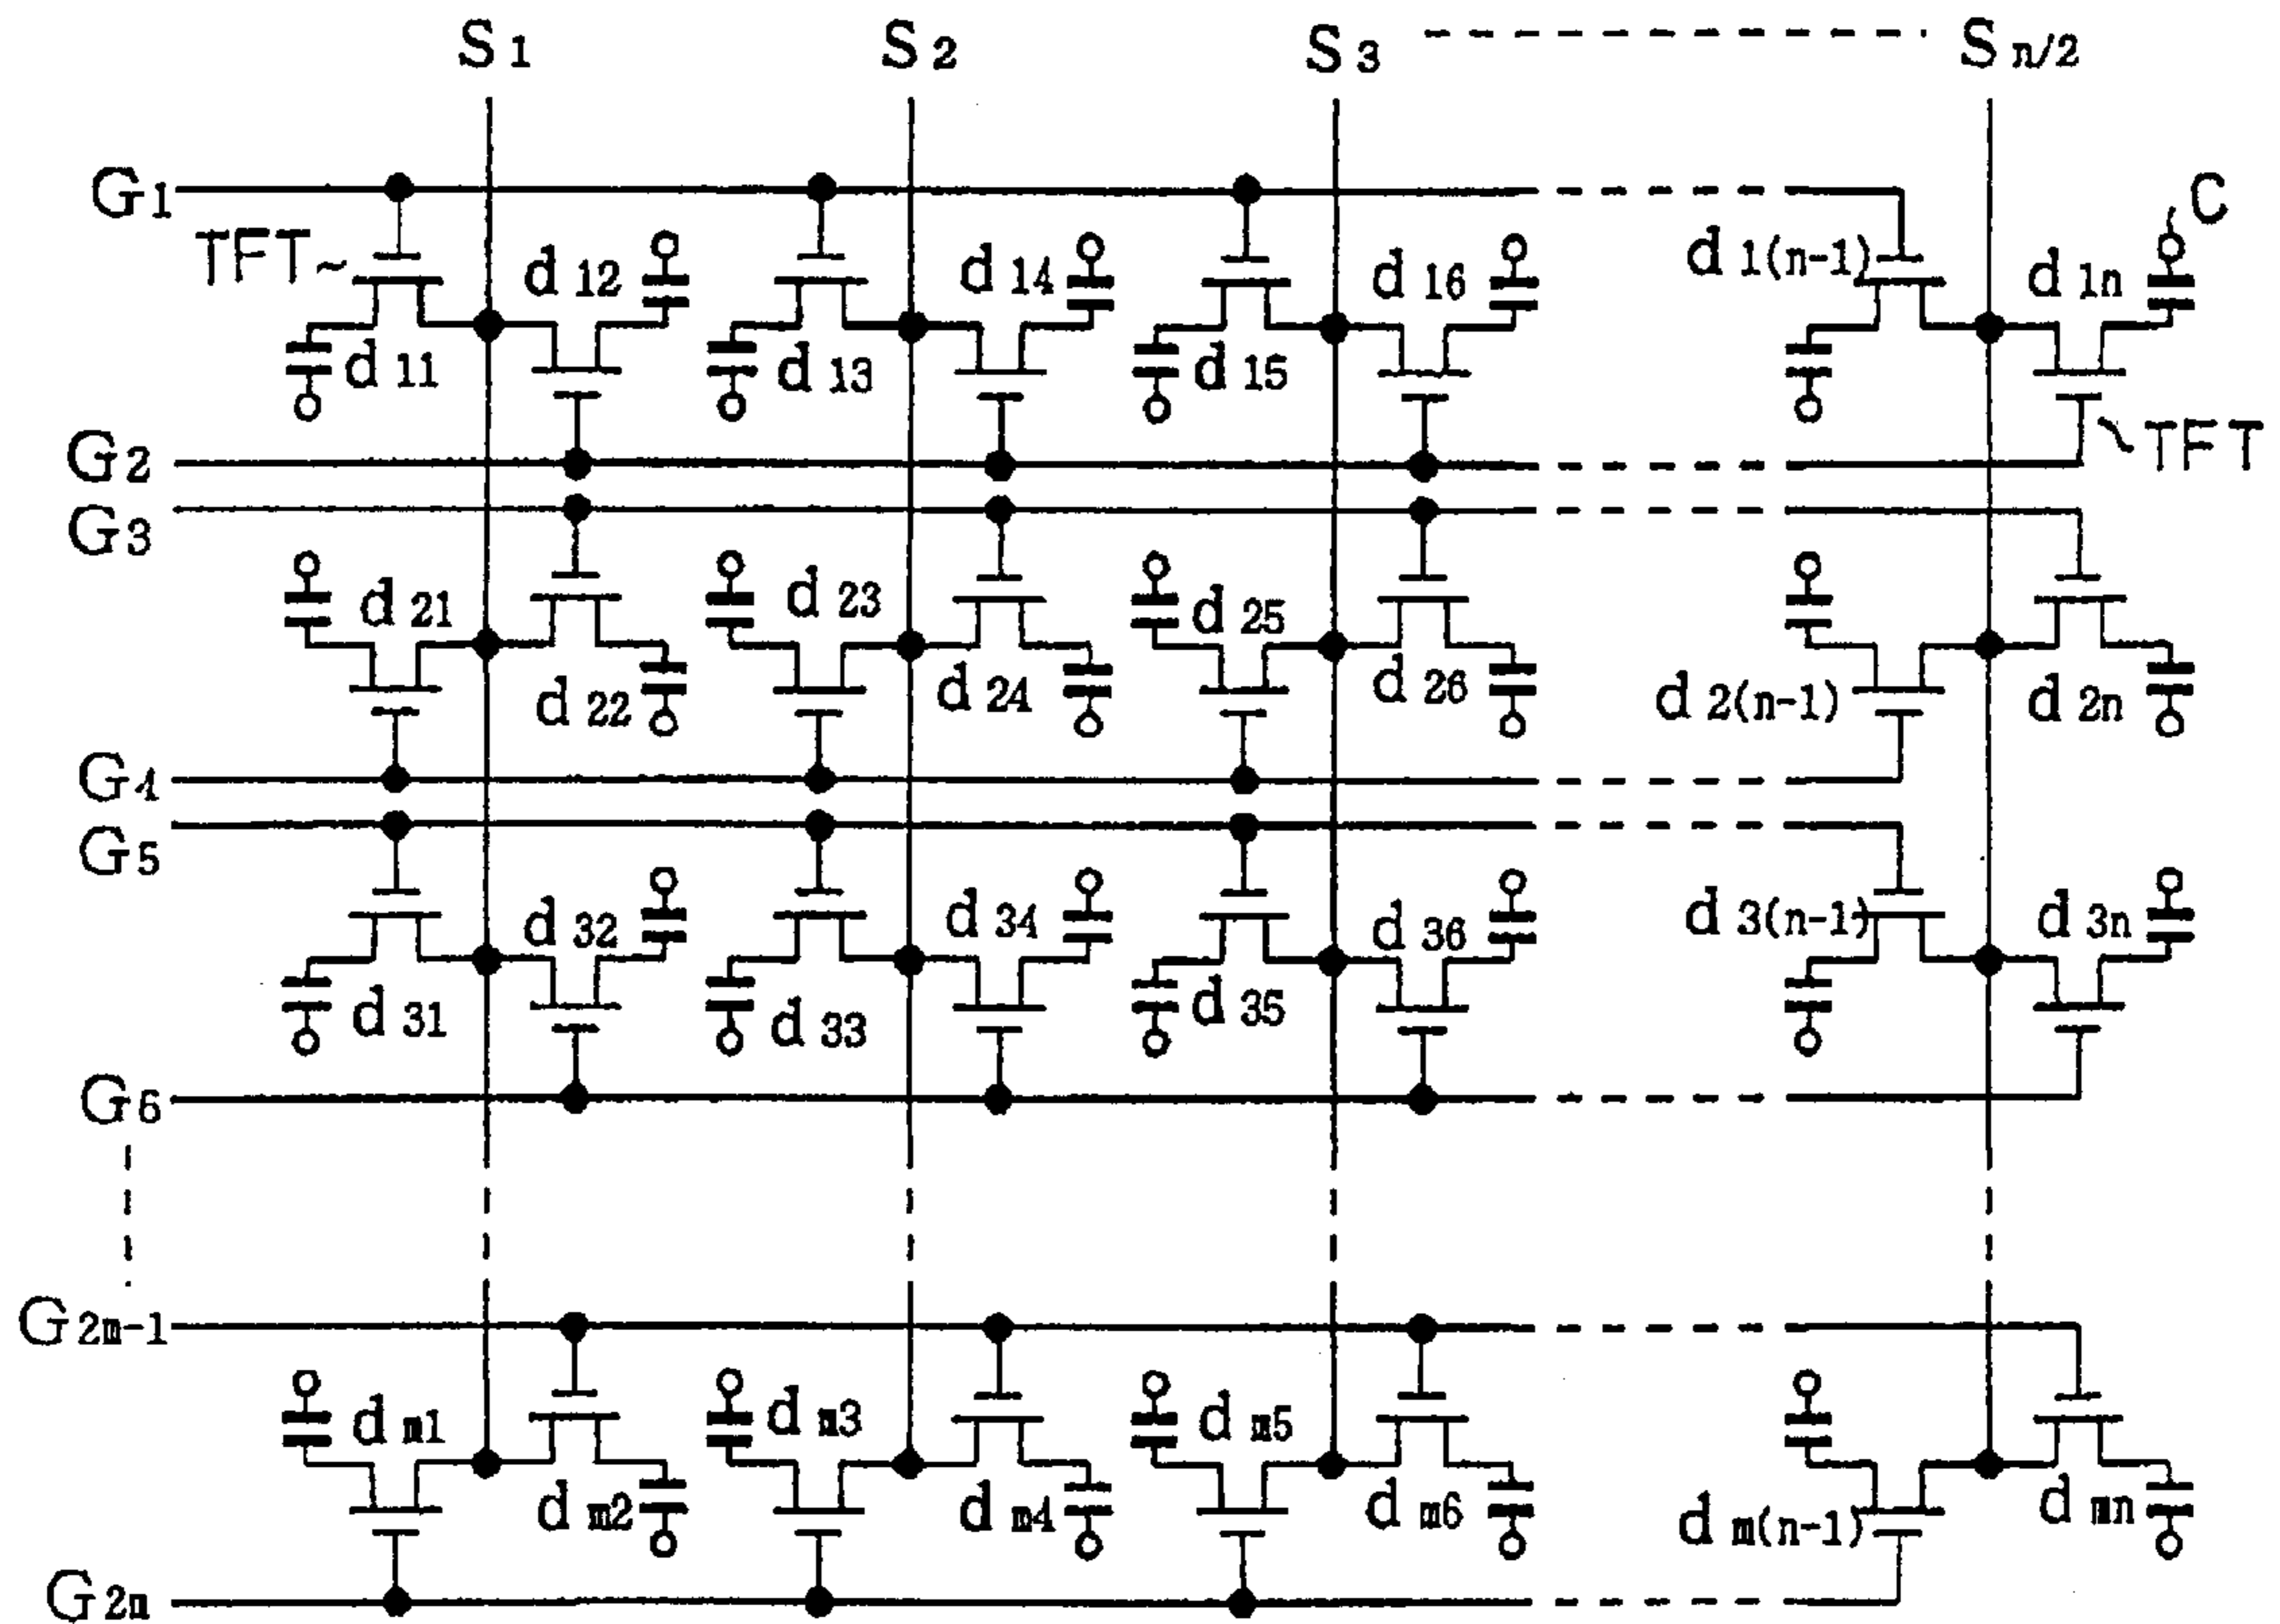 S1 S2 S3 Sn/2
G1 C
TFT d12 d14 d16 d1(n-1) d1n
d11 d13 d15
G2 TFT
G3
d21 d23 d25
d22 d24 d26 d2(n-1) d2n
G4
G5
d32 d34 d36 d3(n-1) d3n
d31 d33 d35
G6
G2m-1
dm1 dm3 dm5
dm2 dm4 dm6 dm(n-1) dmn
G2m